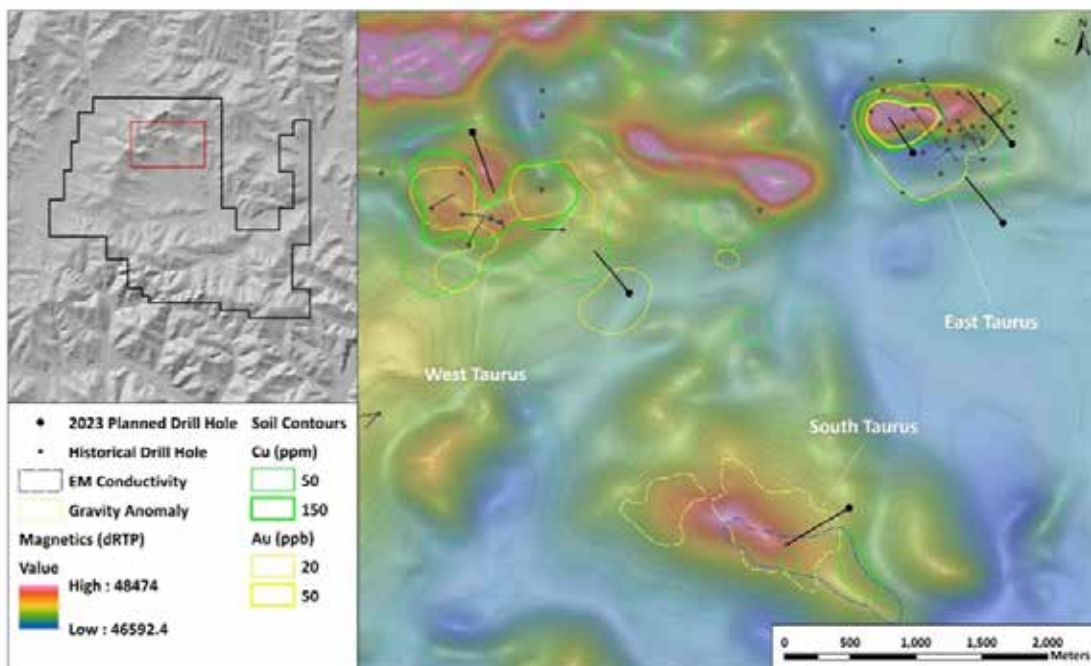 N
West Taurus
East Taurus
South Taurus
2023 Planned Drill Hole
Historical Drill Hole
EM Conductivity
Gravity Anomaly
Magnetics (dRTP)
Value
High : 48474
Low : 46592.4
Soil Contours
Cu (ppm)
50
150
Au (ppb)
20
50
0 500 1,000 1,500 2,000
Meters